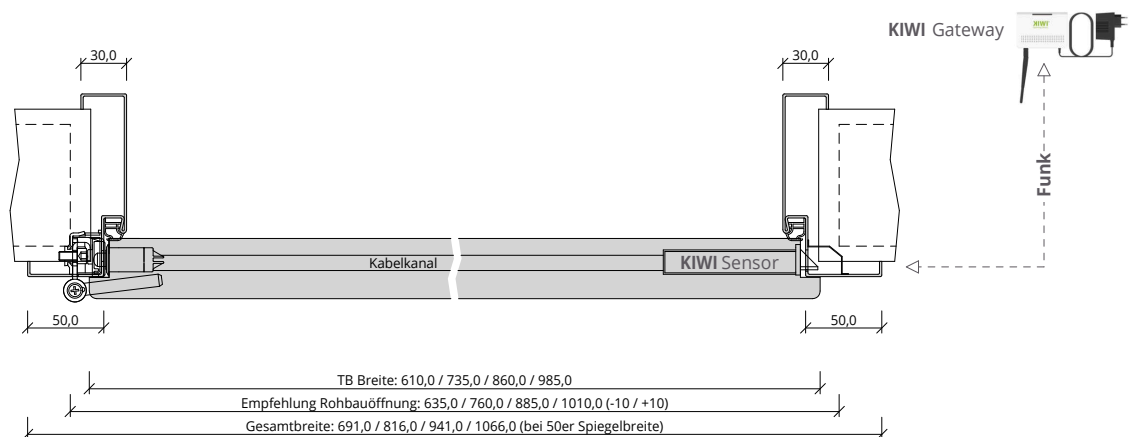 KIWI Gateway
KIWI
30,0
30,0
Funk
Kabelkanal
KIWI Sensor
50,0
50,0
TB Breite: 610,0 / 735,0 / 860,0 / 985,0
Empfehlung Rohbauöffnung: 635,0 / 760,0 / 885,0 / 1010,0 (-10 / +10)
Gesamtbreite: 691,0 / 816,0 / 941,0 / 1066,0 (bei 50er Spiegelbreite)